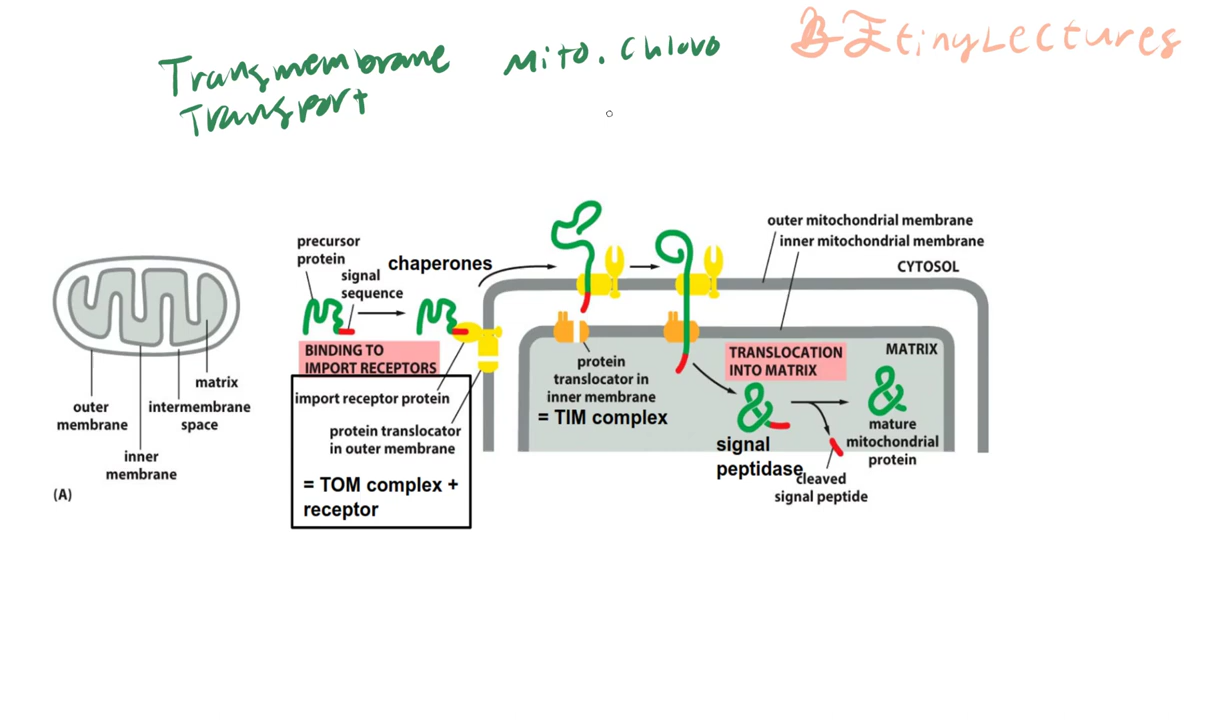 Transmembrane
Transport
Mito. Chloro
tinyLectures
outer mitochondrial membrane
inner mitochondrial membrane
CYTOSOL
precursor
protein
signal
sequence
chaperones
BINDING TO
IMPORT RECEPTORS
import receptor protein
protein translocator
in outer membrane
= TOM complex +
receptor
protein
translocator in
inner membrane
= TIM complex
TRANSLOCATION
INTO MATRIX
MATRIX
signal
peptidase
cleaved
signal peptide
mature
mitochondrial
protein
matrix
outer
membrane
intermembrane
space
inner
membrane
(A)